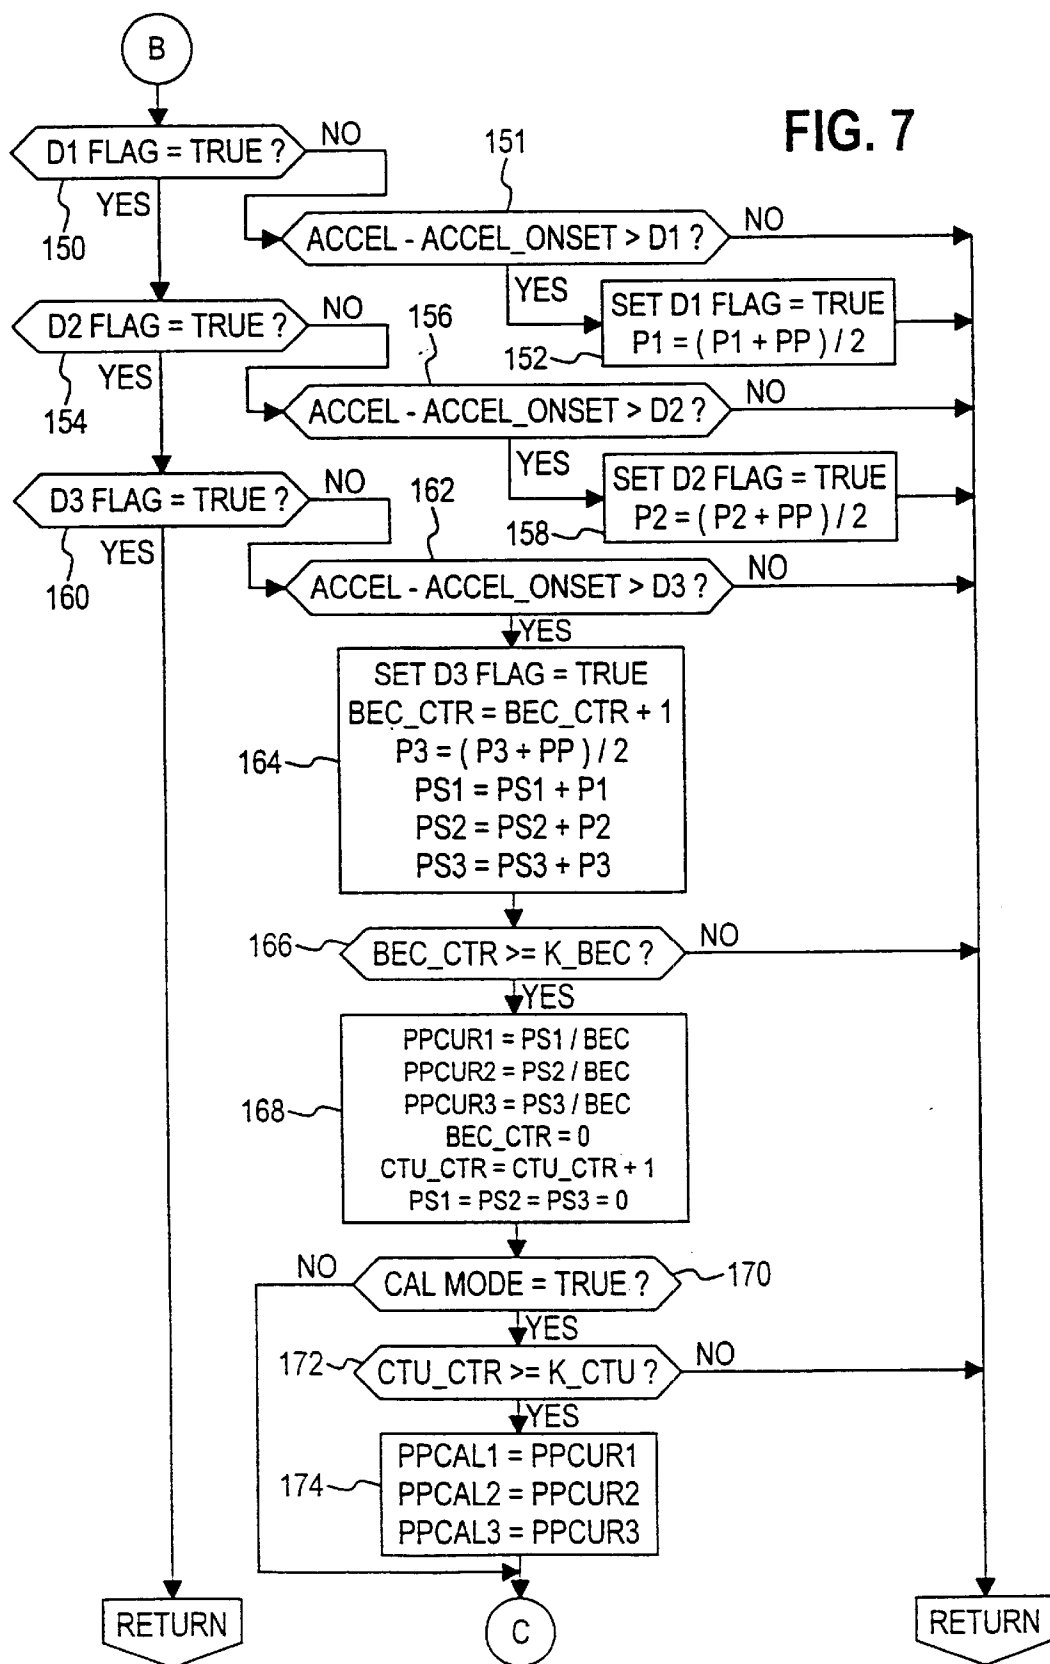 B
FIG. 7
D1 FLAG = TRUE ?
NO
YES
150
151
ACCEL - ACCEL_ONSET > D1 ?
NO
YES
SET D1 FLAG = TRUE
P1 = ( P1 + PP ) / 2
152
D2 FLAG = TRUE ?
NO
YES
154
156
ACCEL - ACCEL_ONSET > D2 ?
NO
YES
SET D2 FLAG = TRUE
P2 = ( P2 + PP ) / 2
158
D3 FLAG = TRUE ?
NO
YES
160
162
ACCEL - ACCEL_ONSET > D3 ?
NO
YES
SET D3 FLAG = TRUE
BEC_CTR = BEC_CTR + 1
P3 = ( P3 + PP ) / 2
PS1 = PS1 + P1
PS2 = PS2 + P2
PS3 = PS3 + P3
164
166
BEC_CTR >= K_BEC ?
NO
YES
PPCUR1 = PS1 / BEC
PPCUR2 = PS2 / BEC
PPCUR3 = PS3 / BEC
BEC_CTR = 0
CTU_CTR = CTU_CTR + 1
PS1 = PS2 = PS3 = 0
168
NO
CAL MODE = TRUE ?
170
YES
172
CTU_CTR >= K_CTU ?
NO
YES
PPCAL1 = PPCUR1
PPCAL2 = PPCUR2
PPCAL3 = PPCUR3
174
RETURN
C
RETURN